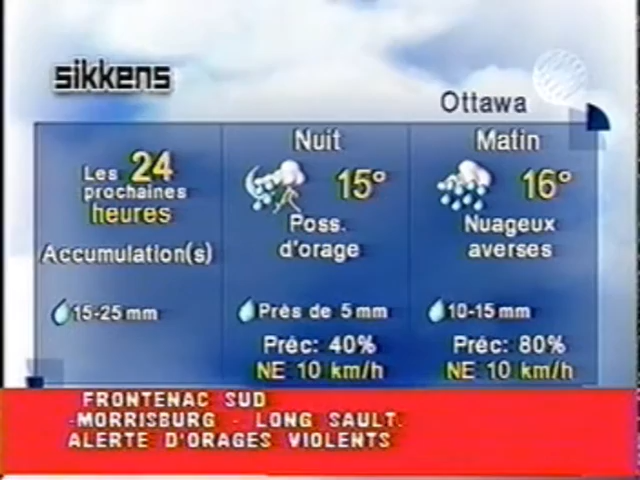 sikkens
Ottawa
Les 24
prochaines
heures
Accumulation(s)
15-25 mm
Nuit
15°
Poss.
d'orage
Près de 5 mm
Préc: 40%
NE 10 km/h
Matin
16°
Nuageux
averses
10-15 mm
Préc: 80%
NE 10 km/h
FRONTENAC SUD
-MORRISBURG - LONG SAULT.
ALERTE D'ORAGES VIOLENTS